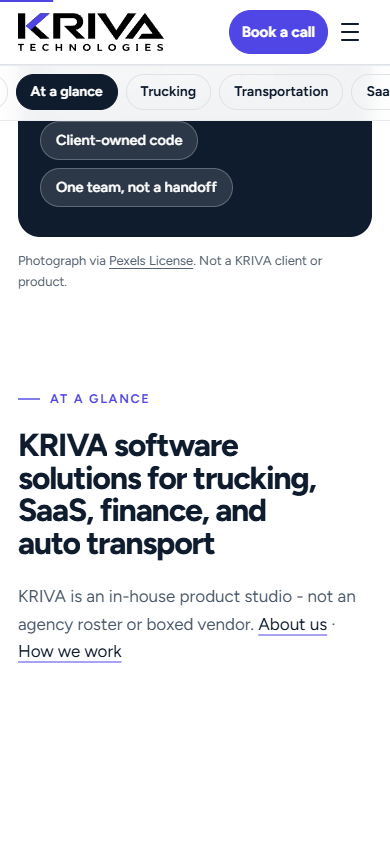 KRIVA
TECHNOLOGIES
Book a call
At a glance
Trucking
Transportation
Saa
Client-owned code
One team, not a handoff
Photograph via Pexels License. Not a KRIVA client or
product.
AT A GLANCE
KRIVA software
solutions for trucking,
SaaS, finance, and
auto transport
KRIVA is an in-house product studio - not an
agency roster or boxed vendor. About us ·
How we work